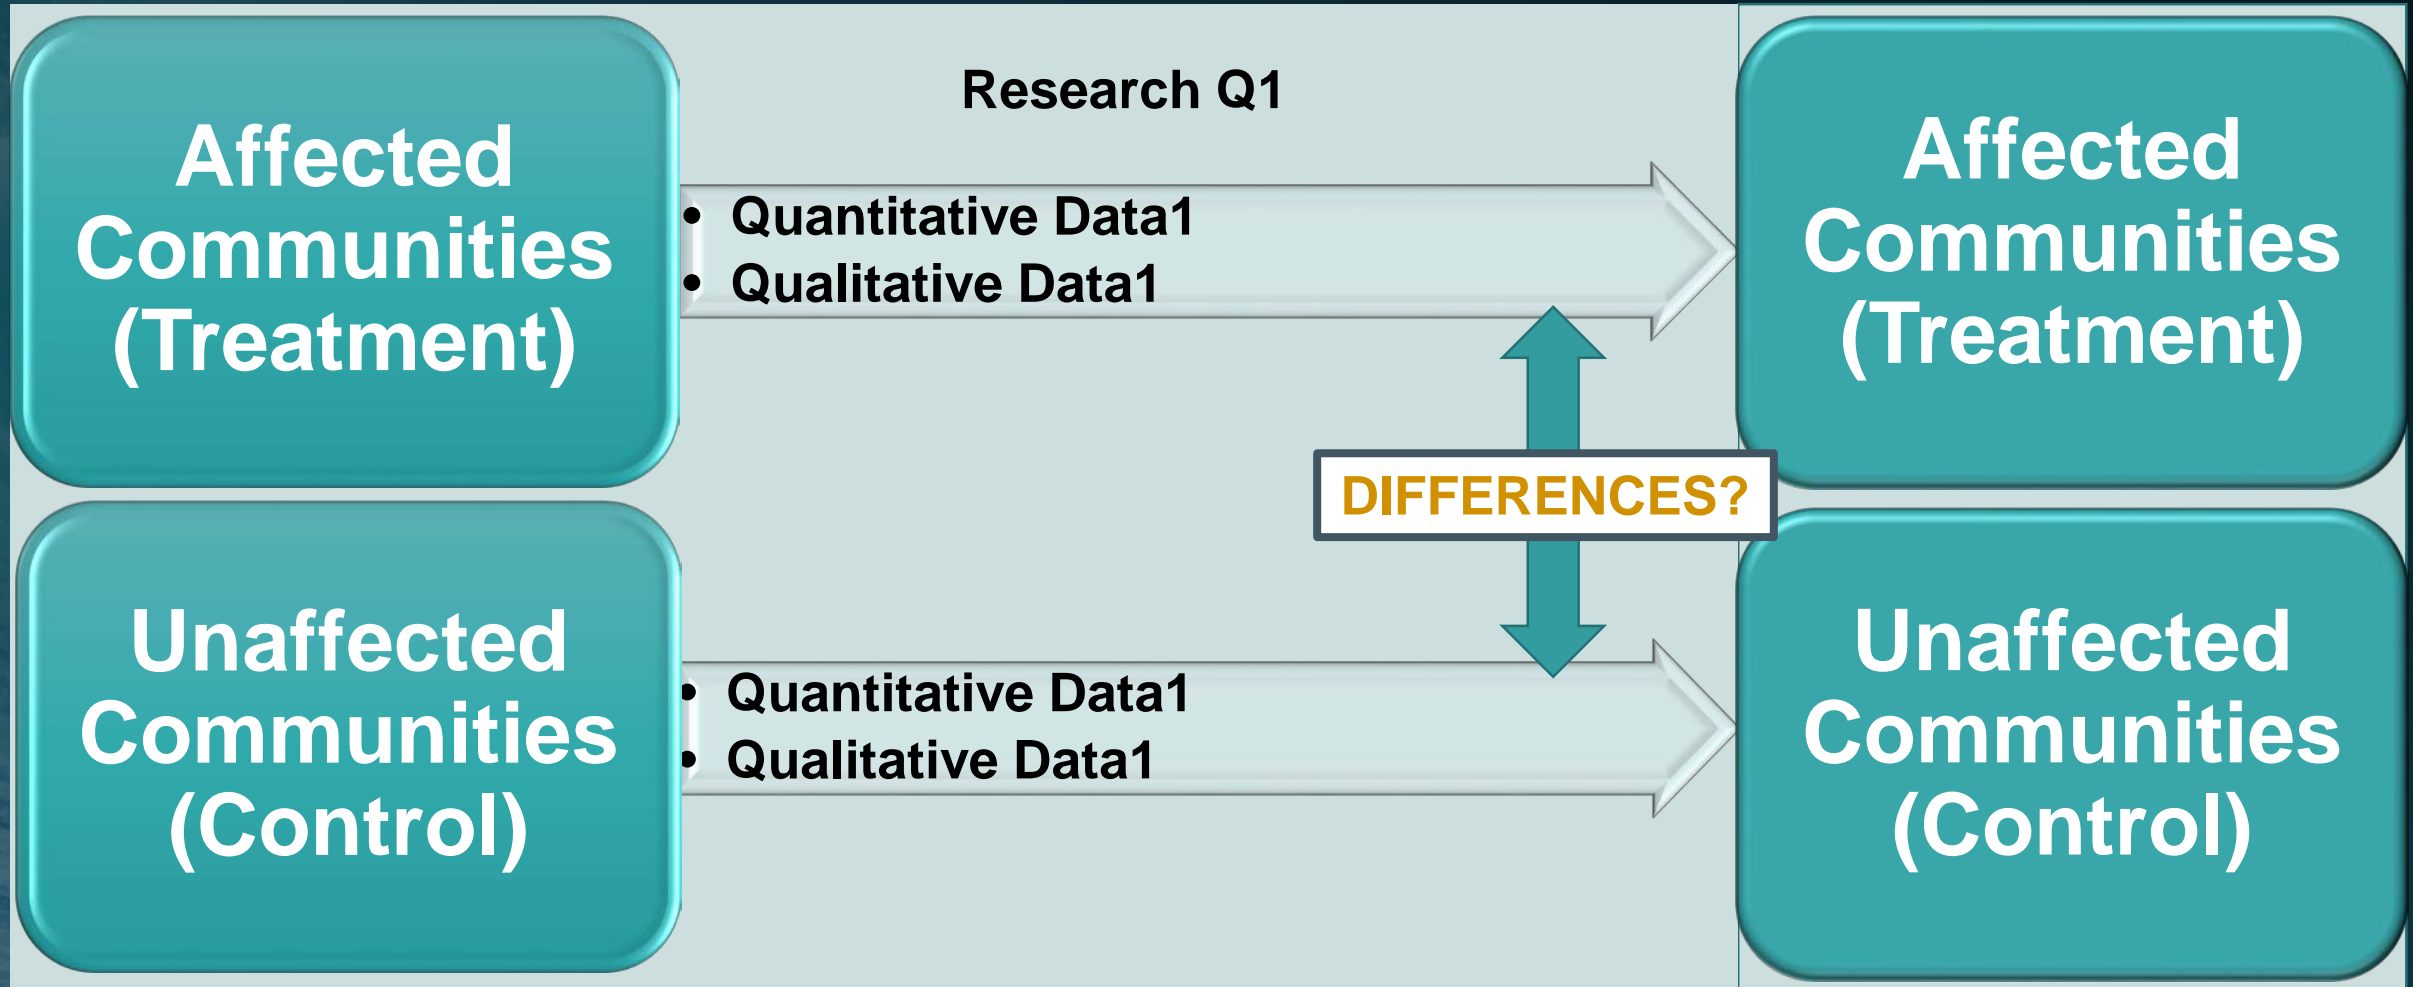 Research Q1
Affected
Communities
(Treatment)
• Quantitative Data1
• Qualitative Data1
Affected
Communities
(Treatment)
DIFFERENCES?
Unaffected
Communities
(Control)
• Quantitative Data1
• Qualitative Data1
Unaffected
Communities
(Control)